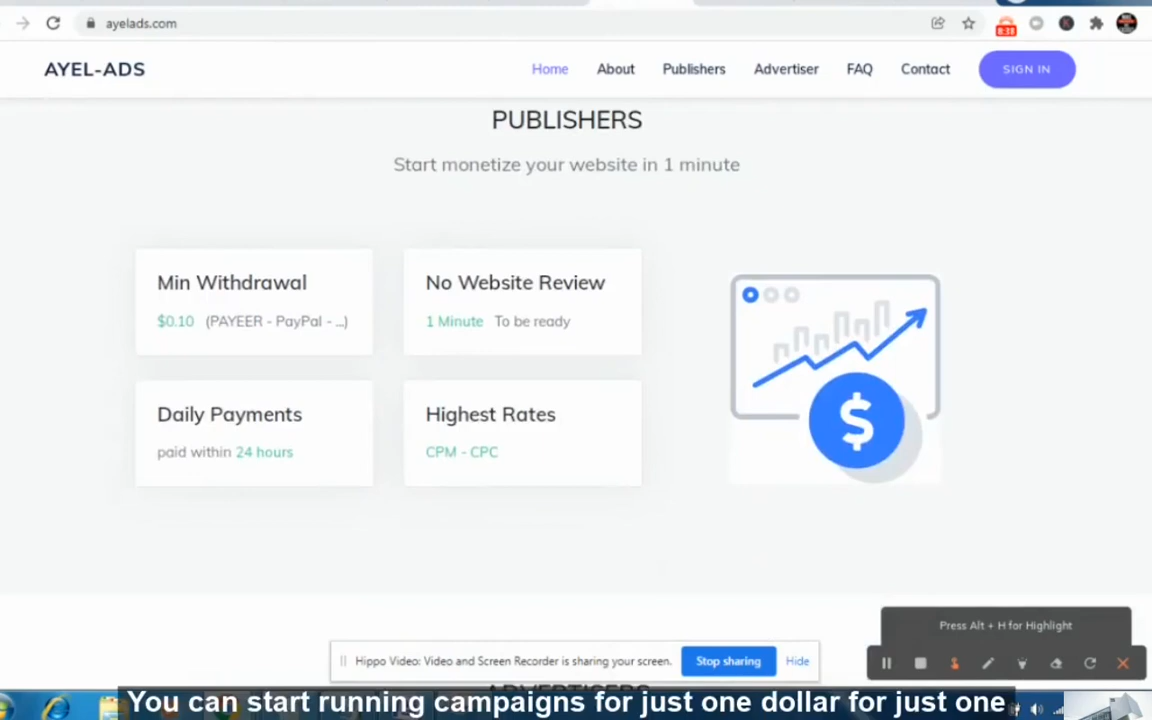 ayelads.com
8:38
AYEL-ADS
Home About Publishers Advertiser FAQ Contact SIGN IN
PUBLISHERS
Start monetize your website in 1 minute
Min Withdrawal
$0.10 (PAYEER - PayPal - ...)
No Website Review
1 Minute To be ready
Daily Payments
paid within 24 hours
Highest Rates
CPM - CPC
$
Press Alt + H for Highlight
Hippo Video: Video and Screen Recorder is sharing your screen. Stop sharing Hide
ADVERTISERS
You can start running campaigns for just one dollar for just one